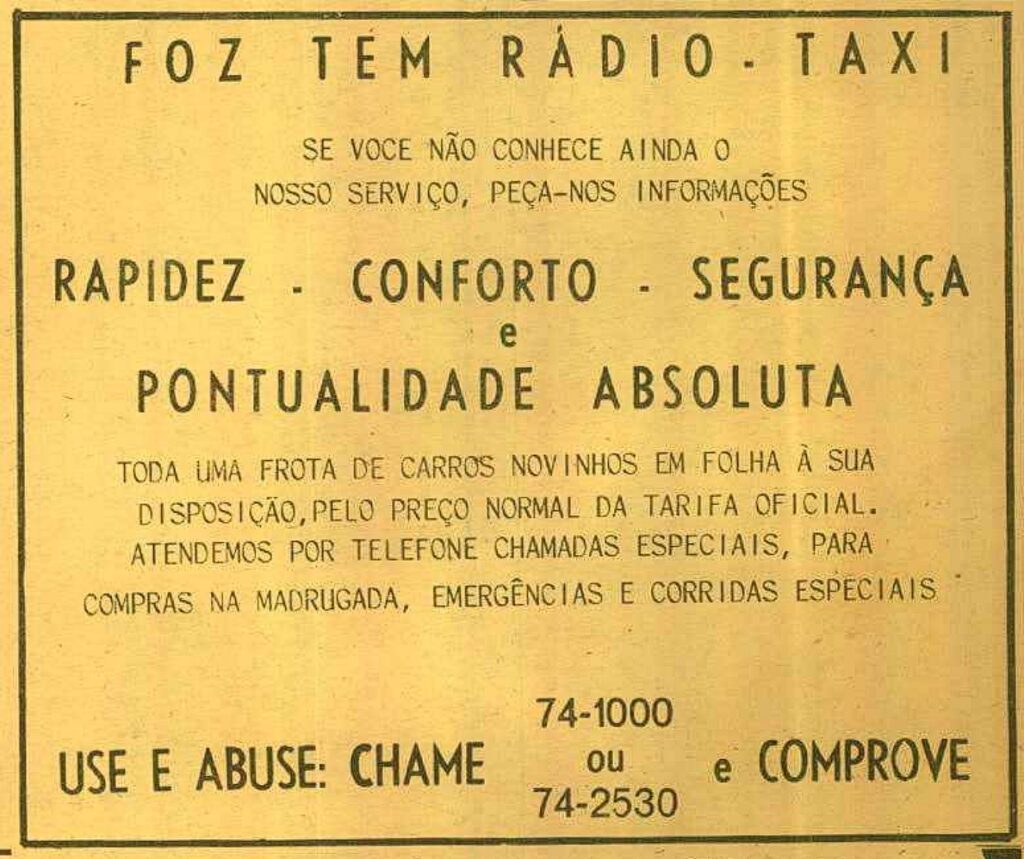 FOZ TEM RÁDIO - TAXI
SE VOCE NÃO CONHECE AINDA O
NOSSO SERVIÇO, PEÇA-NOS INFORMAÇÕES
RAPIDEZ - CONFORTO - SEGURANÇA
e
PONTUALIDADE ABSOLUTA
TODA UMA FROTA DE CARROS NOVINHOS EM FOLHA À SUA
DISPOSIÇÃO, PELO PREÇO NORMAL DA TARIFA OFICIAL.
ATENDEMOS POR TELEFONE CHAMADAS ESPECIAIS, PARA
COMPRAS NA MADRUGADA, EMERGÊNCIAS E CORRIDAS ESPECIAIS
USE E ABUSE: CHAME
74-1000
ou
74-2530
e COMPROVE